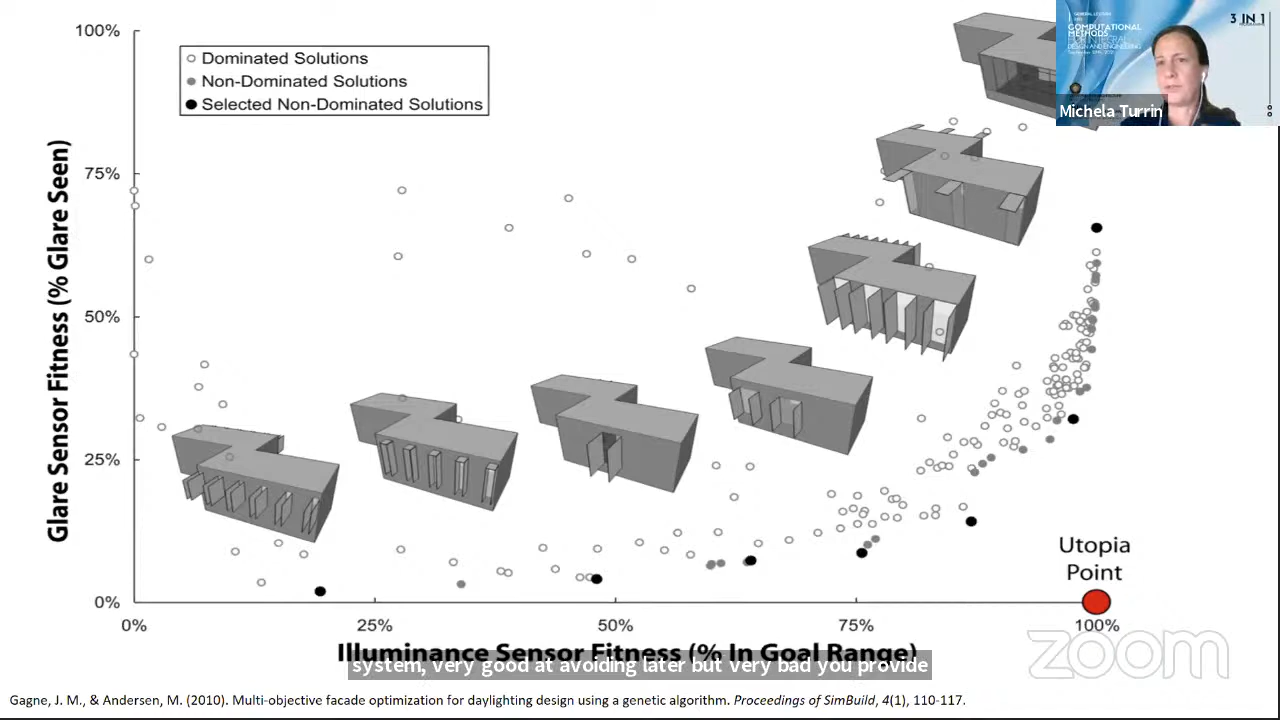 100%
75%
50%
25%
0%
Glare Sensor Fitness (% Glare Seen)
Dominated Solutions
Non-Dominated Solutions
Selected Non-Dominated Solutions
3 IN 1
COMPUTATIONAL
METHODS
DESIGN AND ENGINEERING
Michela Turrin
Utopia
Point
0%
25%
50%
75%
100%
Illuminance Sensor Fitness (% In Goal Range)
system, very good at avoiding later but very bad you provide
zoom
Gagne, J. M., & Andersen, M. (2010). Multi-objective facade optimization for daylighting design using a genetic algorithm. Proceedings of SimBuild, 4(1), 110-117.